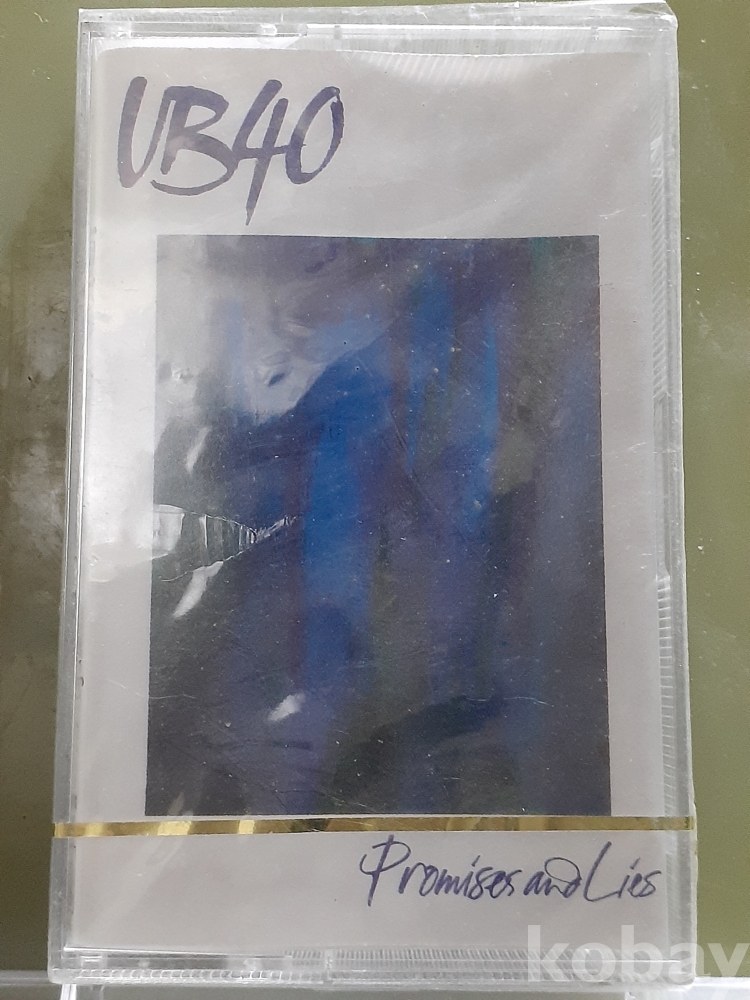 UB40
Promises and Lies
kobay